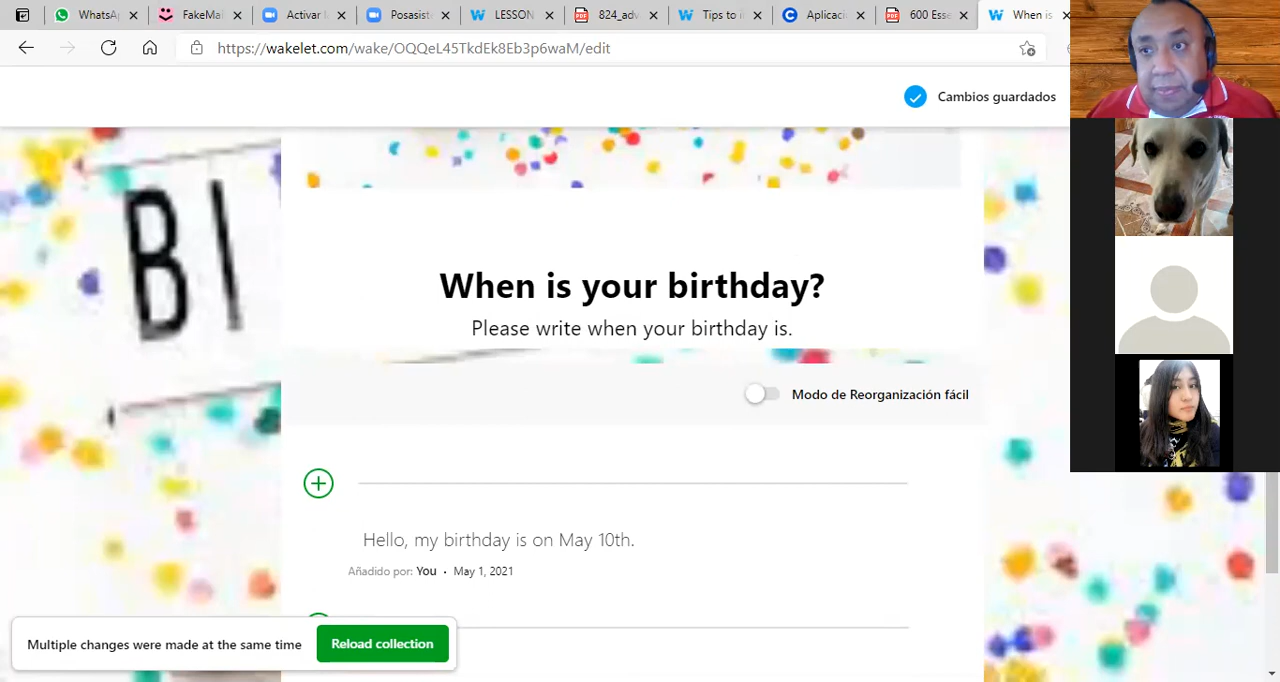 WhatsA
FakeMai
Activar l
Posasist
LESSON
824_adv
Tips to i
Aplicaci
600 Esse
When is
https://wakelet.com/wake/OQQeL45TkdEk8Eb3p6waM/edit
Cambios guardados
BI
When is your birthday?
Please write when your birthday is.
Modo de Reorganización fácil
Hello, my birthday is on May 10th.
Añadido por: You • May 1, 2021
Multiple changes were made at the same time
Reload collection